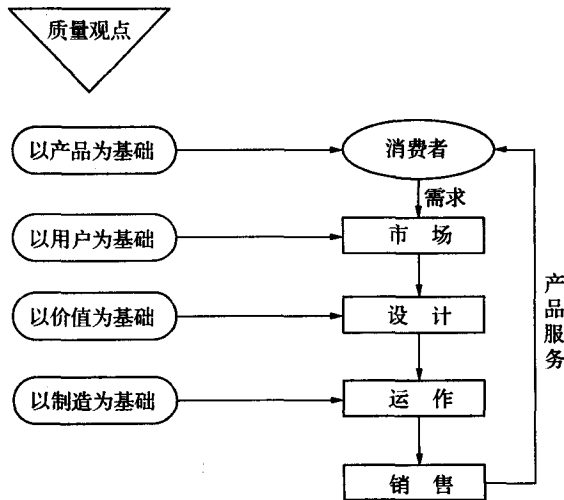 质量观点
以产品为基础
消费者
需求
以用户为基础
市 场
以价值为基础
设 计
产品服务
以制造为基础
运 作
销 售